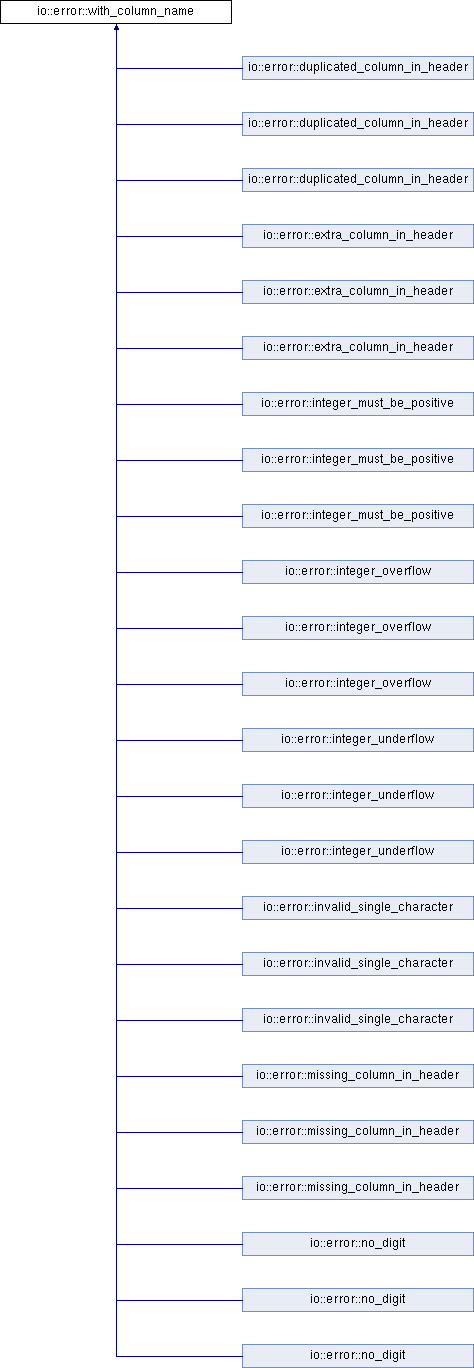 io::error::with_column_name
io::error::duplicated_column_in_header
io::error::duplicated_column_in_header
io::error::duplicated_column_in_header
io::error::extra_column_in_header
io::error::extra_column_in_header
io::error::extra_column_in_header
io::error::integer_must_be_positive
io::error::integer_must_be_positive
io::error::integer_must_be_positive
io::error::integer_overflow
io::error::integer_overflow
io::error::integer_overflow
io::error::integer_underflow
io::error::integer_underflow
io::error::integer_underflow
io::error::invalid_single_character
io::error::invalid_single_character
io::error::invalid_single_character
io::error::missing_column_in_header
io::error::missing_column_in_header
io::error::missing_column_in_header
io::error::no_digit
io::error::no_digit
io::error::no_digit